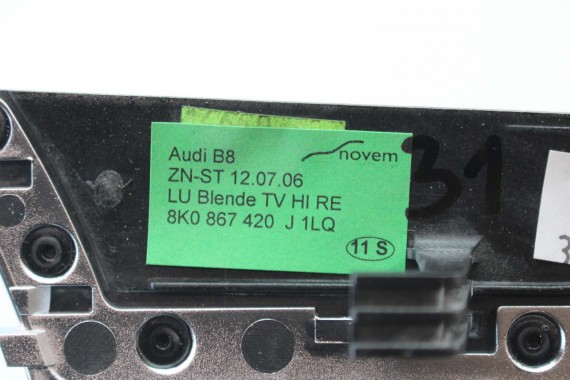 Audi B8
novem
ZN-ST 12.07.06
LU Blende TV HI RE
8K0 867 420 J 1LQ
11 S
31